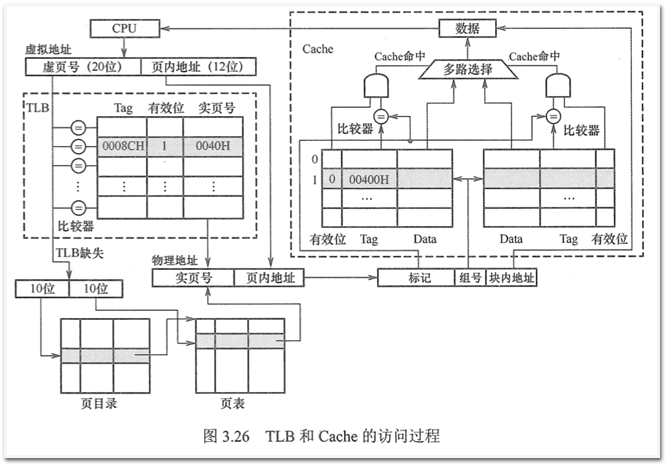 CPU
数据
虚拟地址
虚页号(20位) 页内地址(12位)
Cache
Cache命中 Cache命中
多路选择
TLB
Tag 有效位 实页号
0008CH 1 0040H
比较器
比较器 比较器
0
1 0 00400H
有效位 Tag Data Data Tag 有效位
TLB缺失
物理地址
实页号 页内地址
标记 组号 块内地址
10位 10位
页目录 页表
图 3.26 TLB 和 Cache 的访问过程